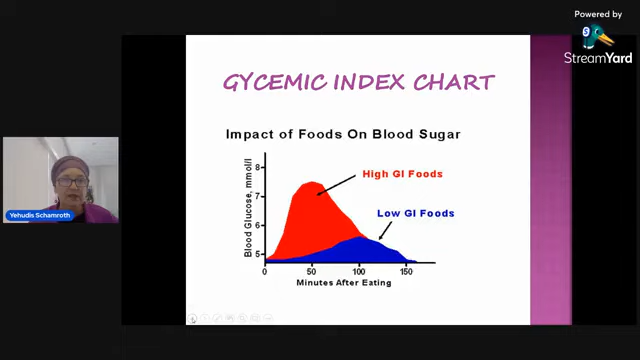 Powered by
StreamYard
GYCEMIC INDEX CHART
Impact of Foods On Blood Sugar
Blood Glucose, mmol/l
8
7
6
5
High GI Foods
Low GI Foods
0
50
100
150
Minutes After Eating
Yehudis Schamroth